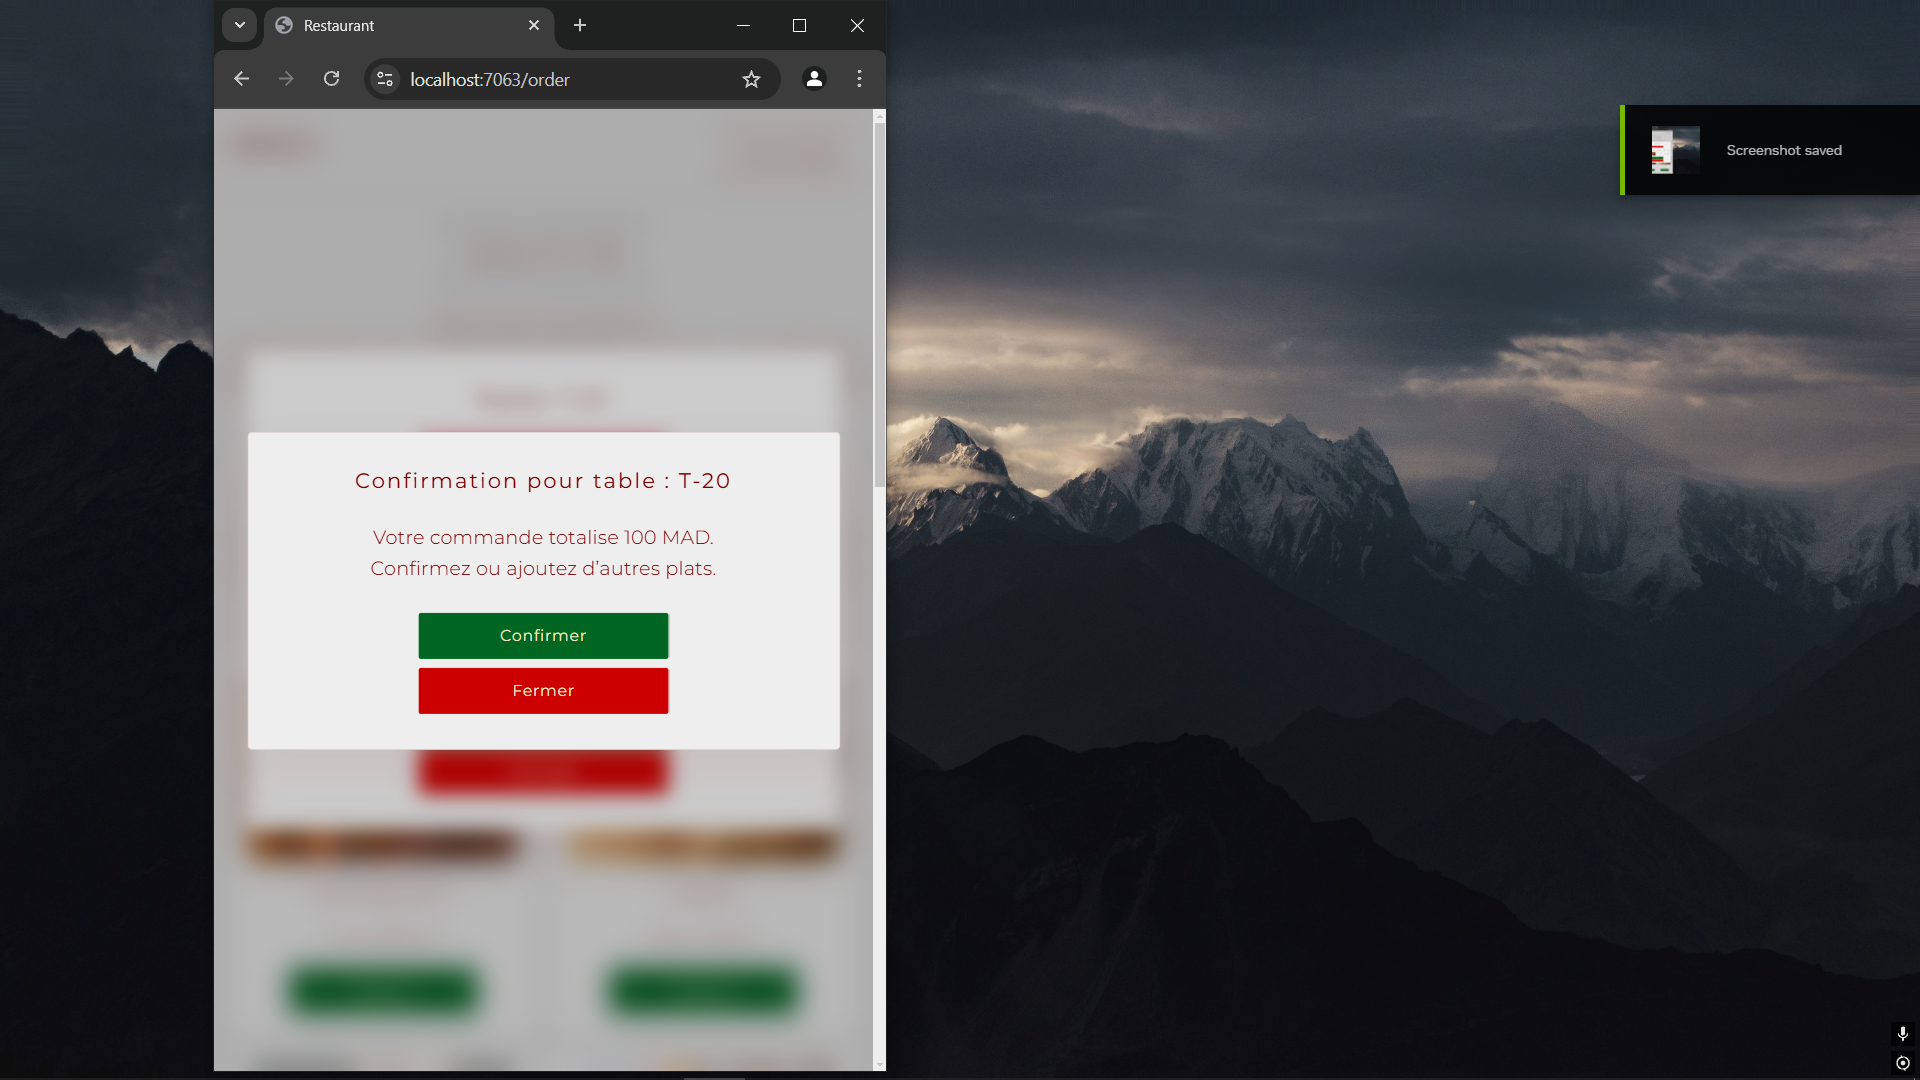 Restaurant
localhost:7063/order
Screenshot saved
Confirmation pour table : T-20
Votre commande totalise 100 MAD.
Confirmez ou ajoutez d’autres plats.
Confirmer
Fermer